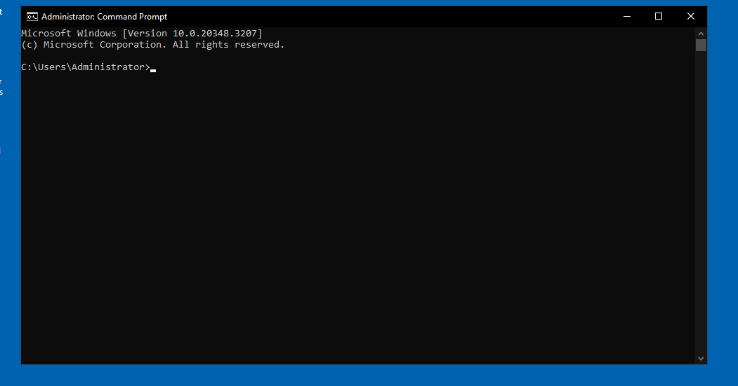 Administrator: Command Prompt
Microsoft Windows [Version 10.0.20348.3207]
(c) Microsoft Corporation. All rights reserved.
C:\Users\Administrator>